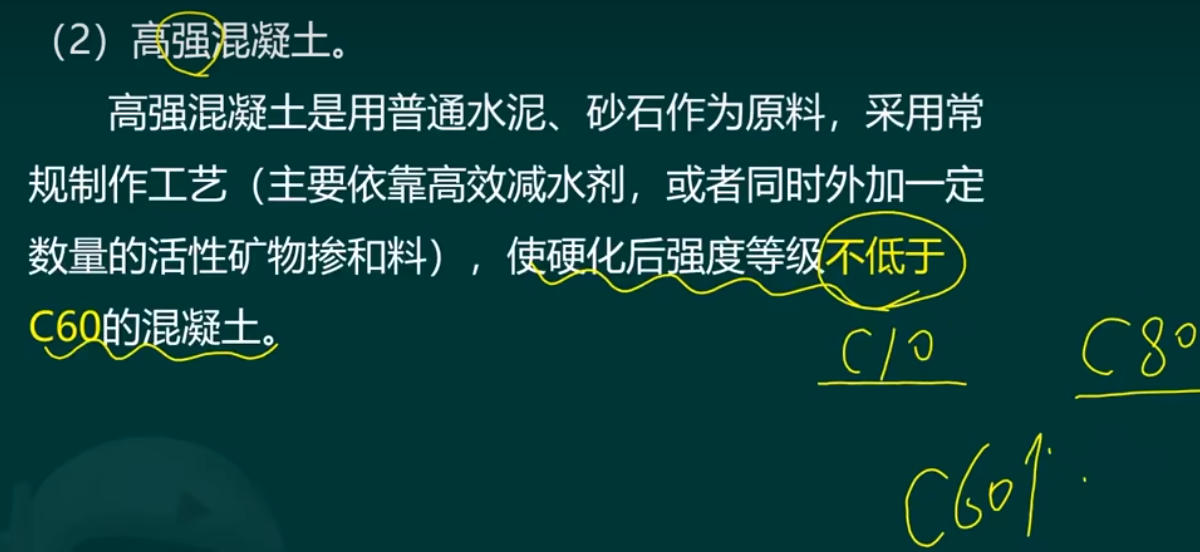 （2）高强混凝土。
高强混凝土是用普通水泥、砂石作为原料，采用常
规制作工艺（主要依靠高效减水剂，或者同时外加一定
数量的活性矿物掺和料），使硬化后强度等级不低于
C60的混凝土。
C10 C80
C60↑